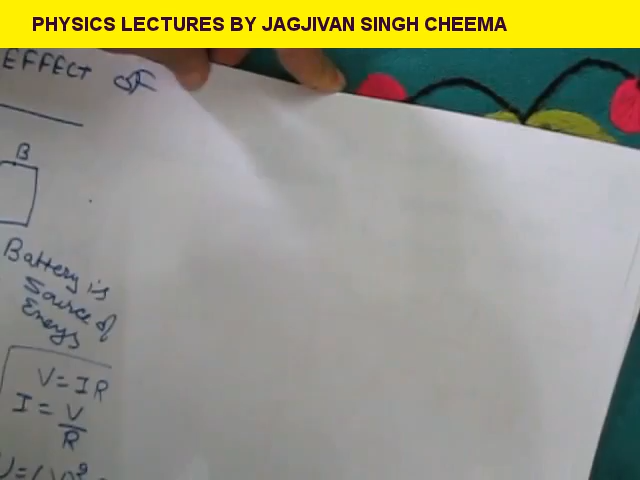 PHYSICS LECTURES BY JAGJIVAN SINGH CHEEMA
EFFECT OF
B
Battery is
Source of
Energy
V = IR
I = V/R